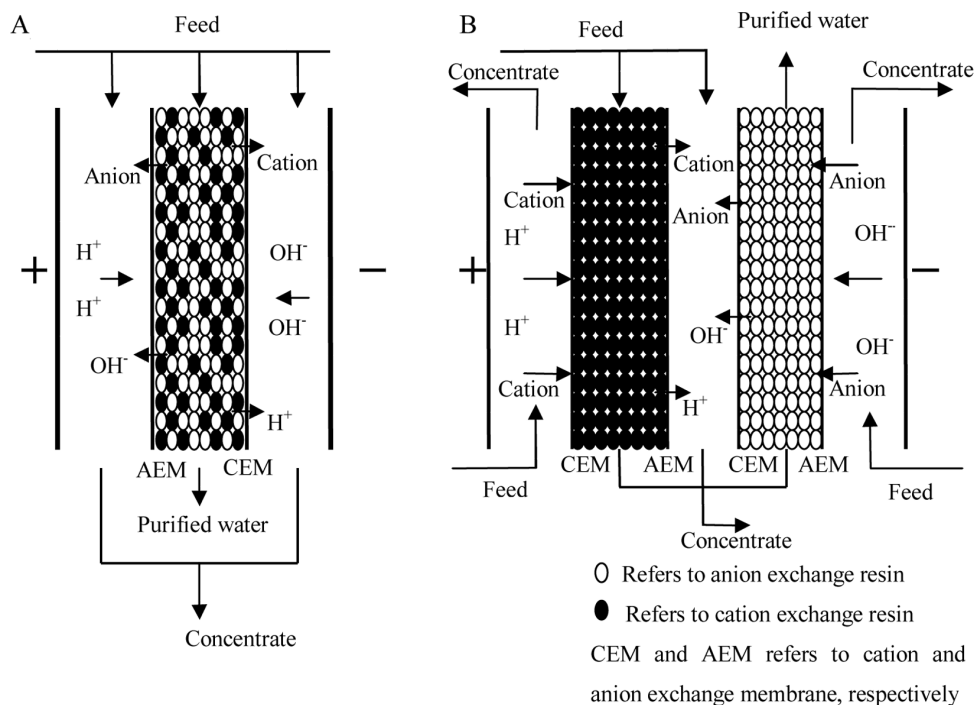 A
Feed
Anion
Cation
H⁺
H⁺
OH⁻
OH⁻
OH⁻
H⁺
+
−
AEM
CEM
Purified water
Concentrate
B
Purified water
Feed
Concentrate
Concentrate
Cation
Cation
Anion
Anion
H⁺
OH⁻
+
−
H⁺
OH⁻
OH⁻
Cation
H⁺
Anion
CEM
AEM
CEM
AEM
Feed
Feed
Concentrate
Refers to anion exchange resin
Refers to cation exchange resin
CEM and AEM refers to cation and
anion exchange membrane, respectively